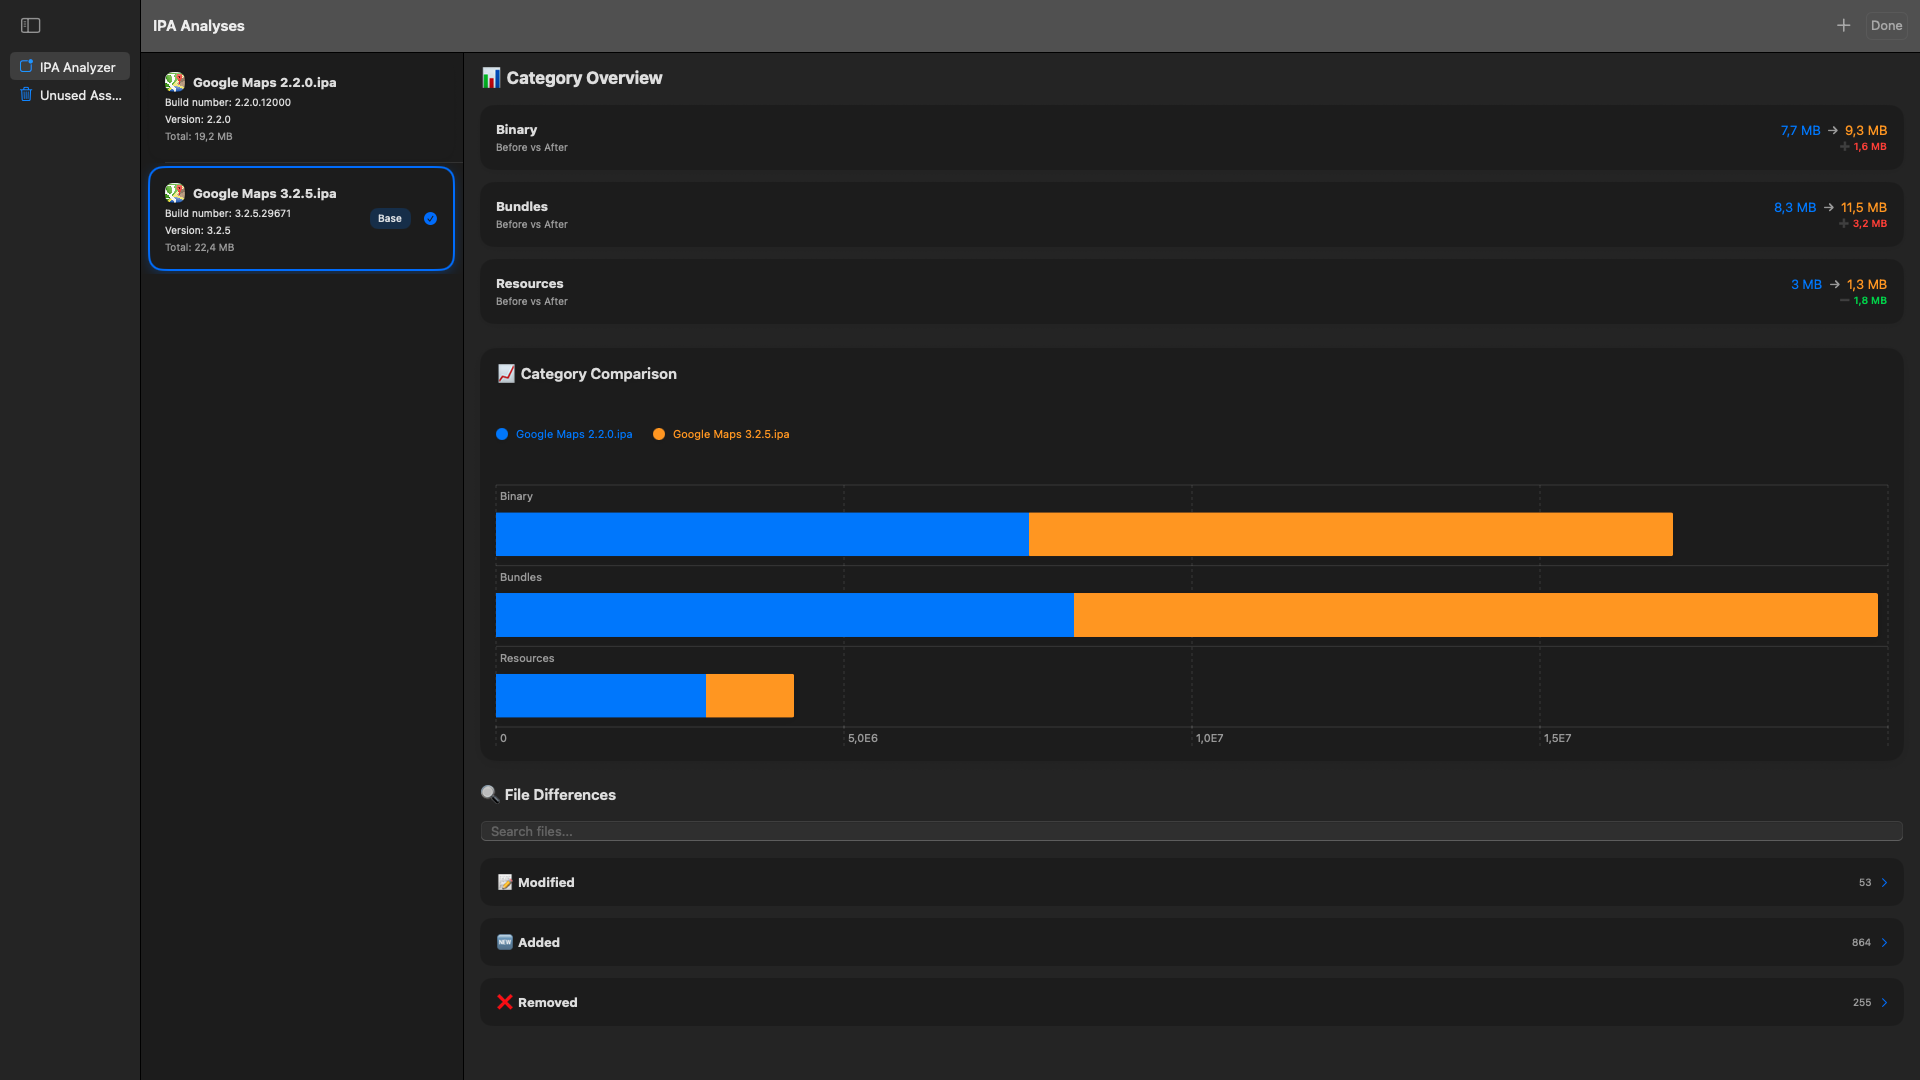 IPA Analyses
Done
IPA Analyzer
Unused Ass...
Google Maps 2.2.0.ipa
Build number: 2.2.0.12000
Version: 2.2.0
Total: 19,2 MB
Google Maps 3.2.5.ipa
Build number: 3.2.5.29671
Version: 3.2.5
Total: 22,4 MB
Base
Category Overview
Binary
Before vs After
7,7 MB → 9,3 MB
+ 1,6 MB
Bundles
Before vs After
8,3 MB → 11,5 MB
+ 3,2 MB
Resources
Before vs After
3 MB → 1,3 MB
− 1,8 MB
Category Comparison
Google Maps 2.2.0.ipa
Google Maps 3.2.5.ipa
Binary
Bundles
Resources
0 5,0E6 1,0E7 1,5E7
File Differences
Search files...
Modified 53
NEW Added 864
Removed 255